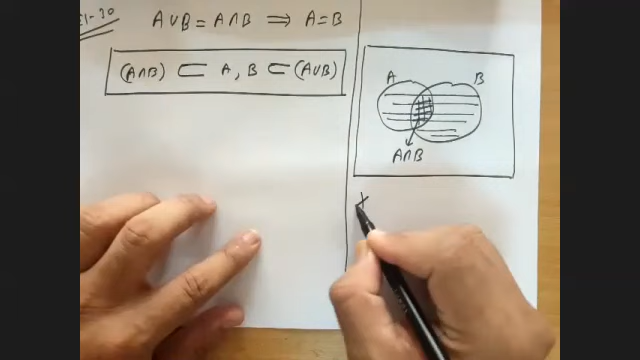 A∪B = A∩B ⟹ A=B
(A∩B) ⊂ A, B ⊂ (A∪B)
A B
A∩B